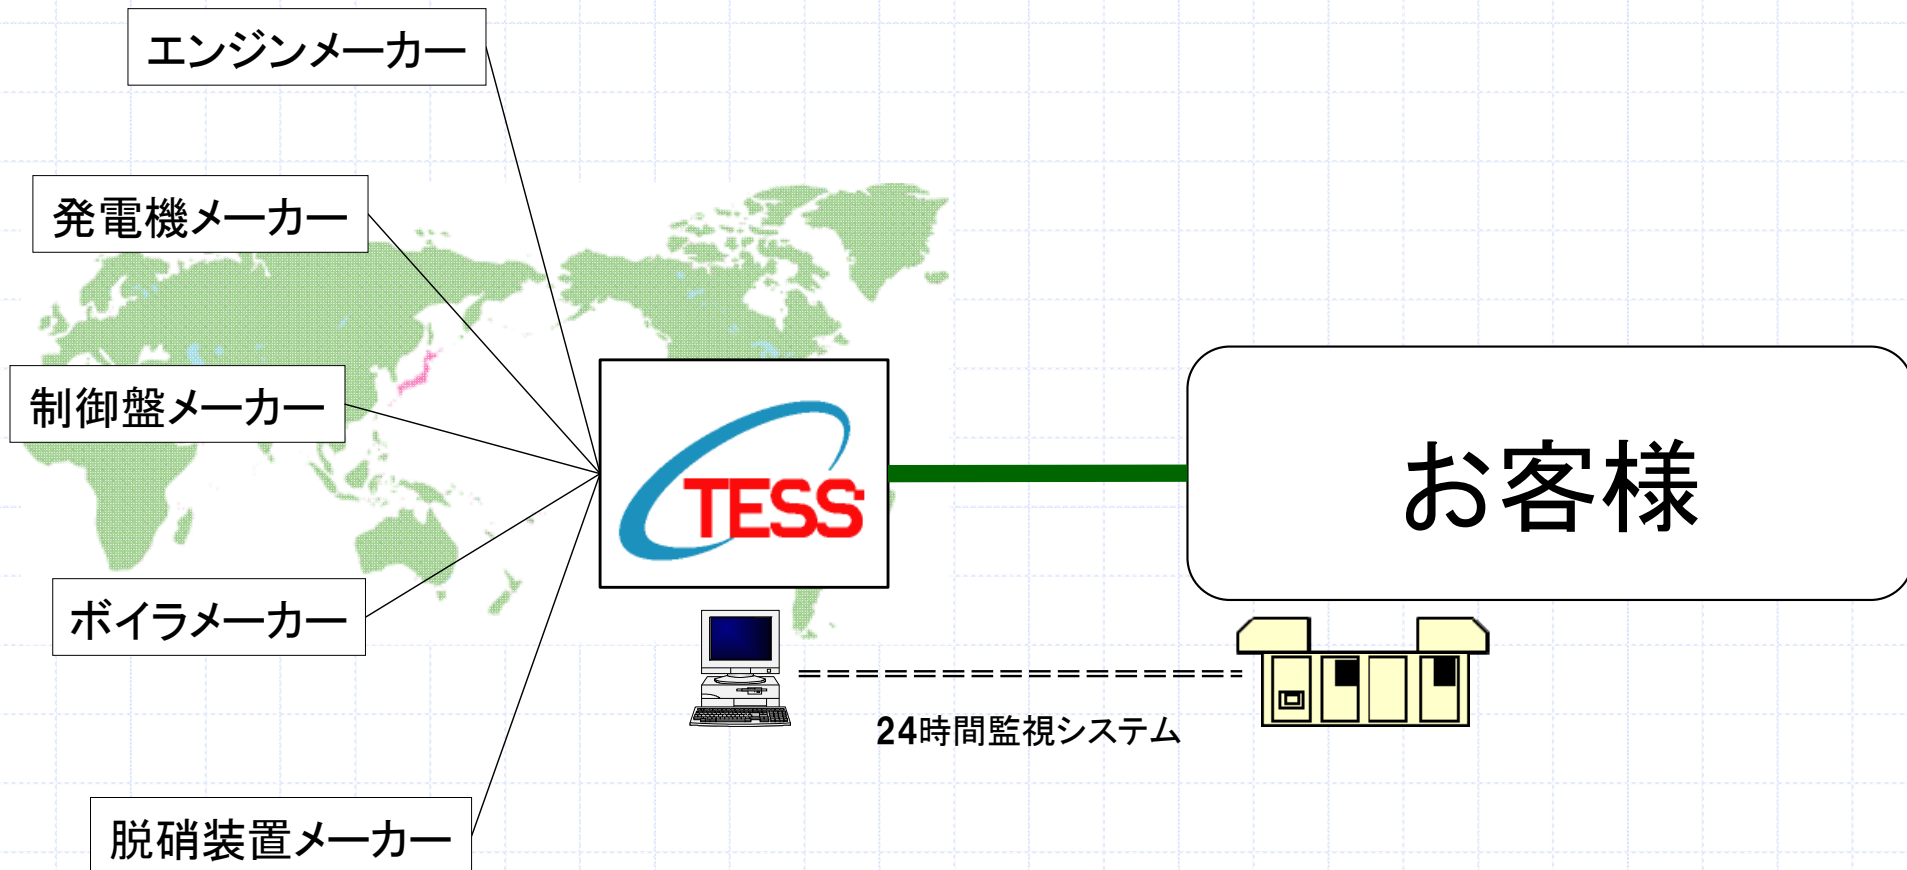 エンジンメーカー
発電機メーカー
制御盤メーカー
ボイラメーカー
脱硝装置メーカー
TESS
お客様
24時間監視システム